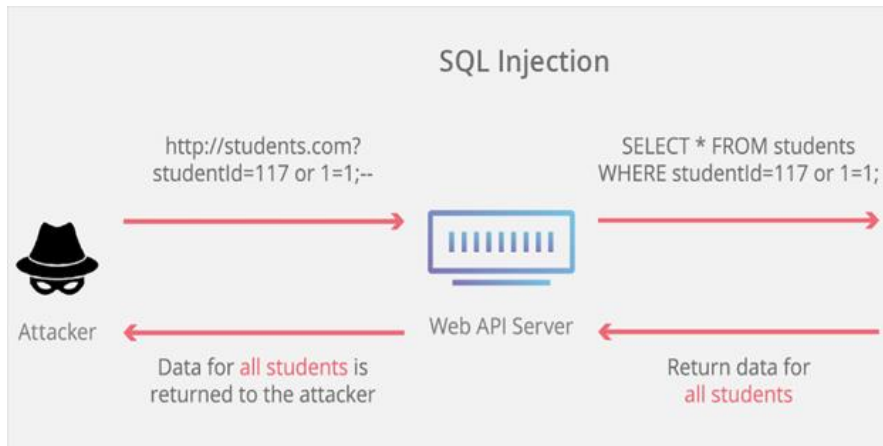 SQL Injection
http://students.com?
studentId=117 or 1=1;--
SELECT * FROM students
WHERE studentId=117 or 1=1;
Attacker
Web API Server
Data for all students is
returned to the attacker
Return data for
all students